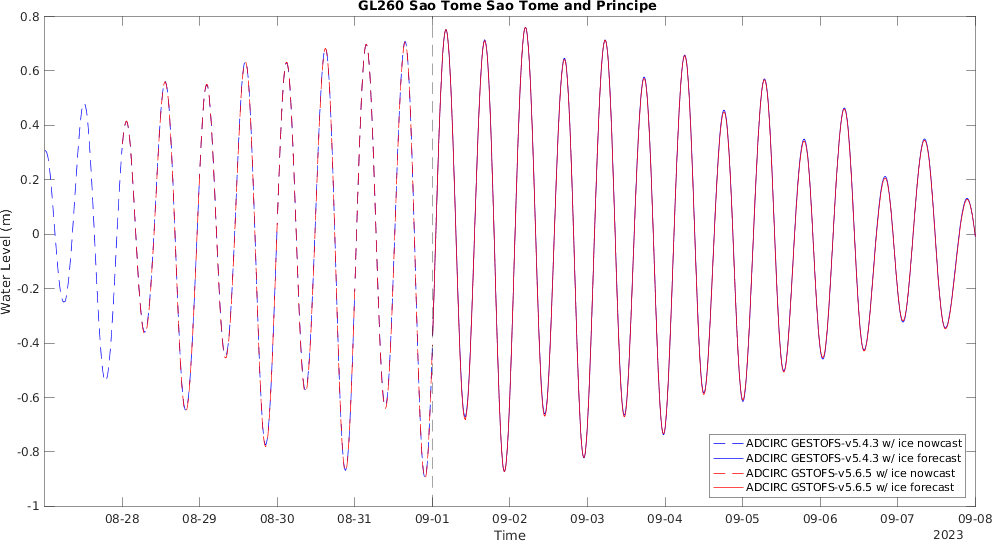 GL260 Sao Tome Sao Tome and Principe
0.8
0.6
0.4
0.2
0
-0.2
-0.4
-0.6
-0.8
-1
Water Level (m)
ADCIRC GESTOFS-v5.4.3 w/ ice nowcast
ADCIRC GESTOFS-v5.4.3 w/ ice forecast
ADCIRC GSTOFS-v5.6.5 w/ ice nowcast
ADCIRC GSTOFS-v5.6.5 w/ ice forecast
08-28 08-29 08-30 08-31 09-01 09-02 09-03 09-04 09-05 09-06 09-07 09-08
Time
2023